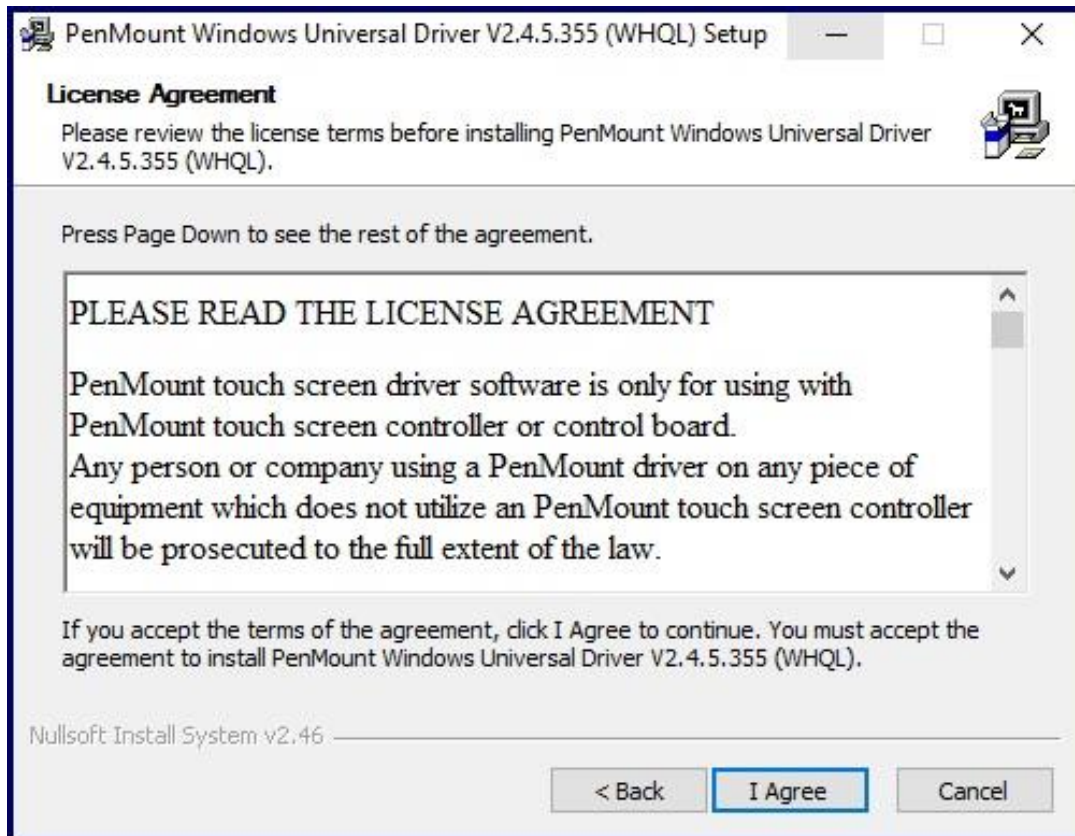 PenMount Windows Universal Driver V2.4.5.355 (WHQL) Setup
License Agreement
Please review the license terms before installing PenMount Windows Universal Driver
V2.4.5.355 (WHQL).
Press Page Down to see the rest of the agreement.
PLEASE READ THE LICENSE AGREEMENT
PenMount touch screen driver software is only for using with
PenMount touch screen controller or control board.
Any person or company using a PenMount driver on any piece of
equipment which does not utilize an PenMount touch screen controller
will be prosecuted to the full extent of the law.
If you accept the terms of the agreement, click I Agree to continue. You must accept the
agreement to install PenMount Windows Universal Driver V2.4.5.355 (WHQL).
Nullsoft Install System v2.46
< Back
I Agree
Cancel